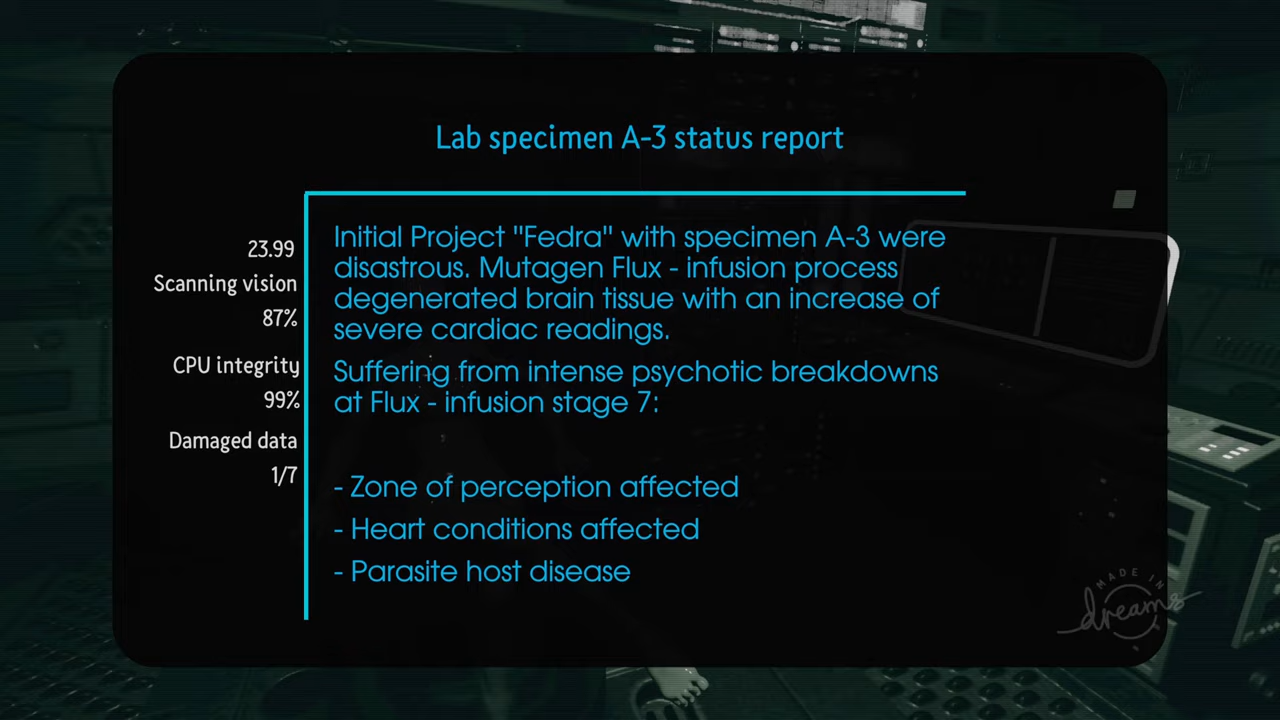 Lab specimen A-3 status report
23.99
Scanning vision
87%
CPU integrity
99%
Damaged data
1/7
Initial Project "Fedra" with specimen A-3 were
disastrous. Mutagen Flux - infusion process
degenerated brain tissue with an increase of
severe cardiac readings.
Suffering from intense psychotic breakdowns
at Flux - infusion stage 7:
- Zone of perception affected
- Heart conditions affected
- Parasite host disease
MADE IN
dreams